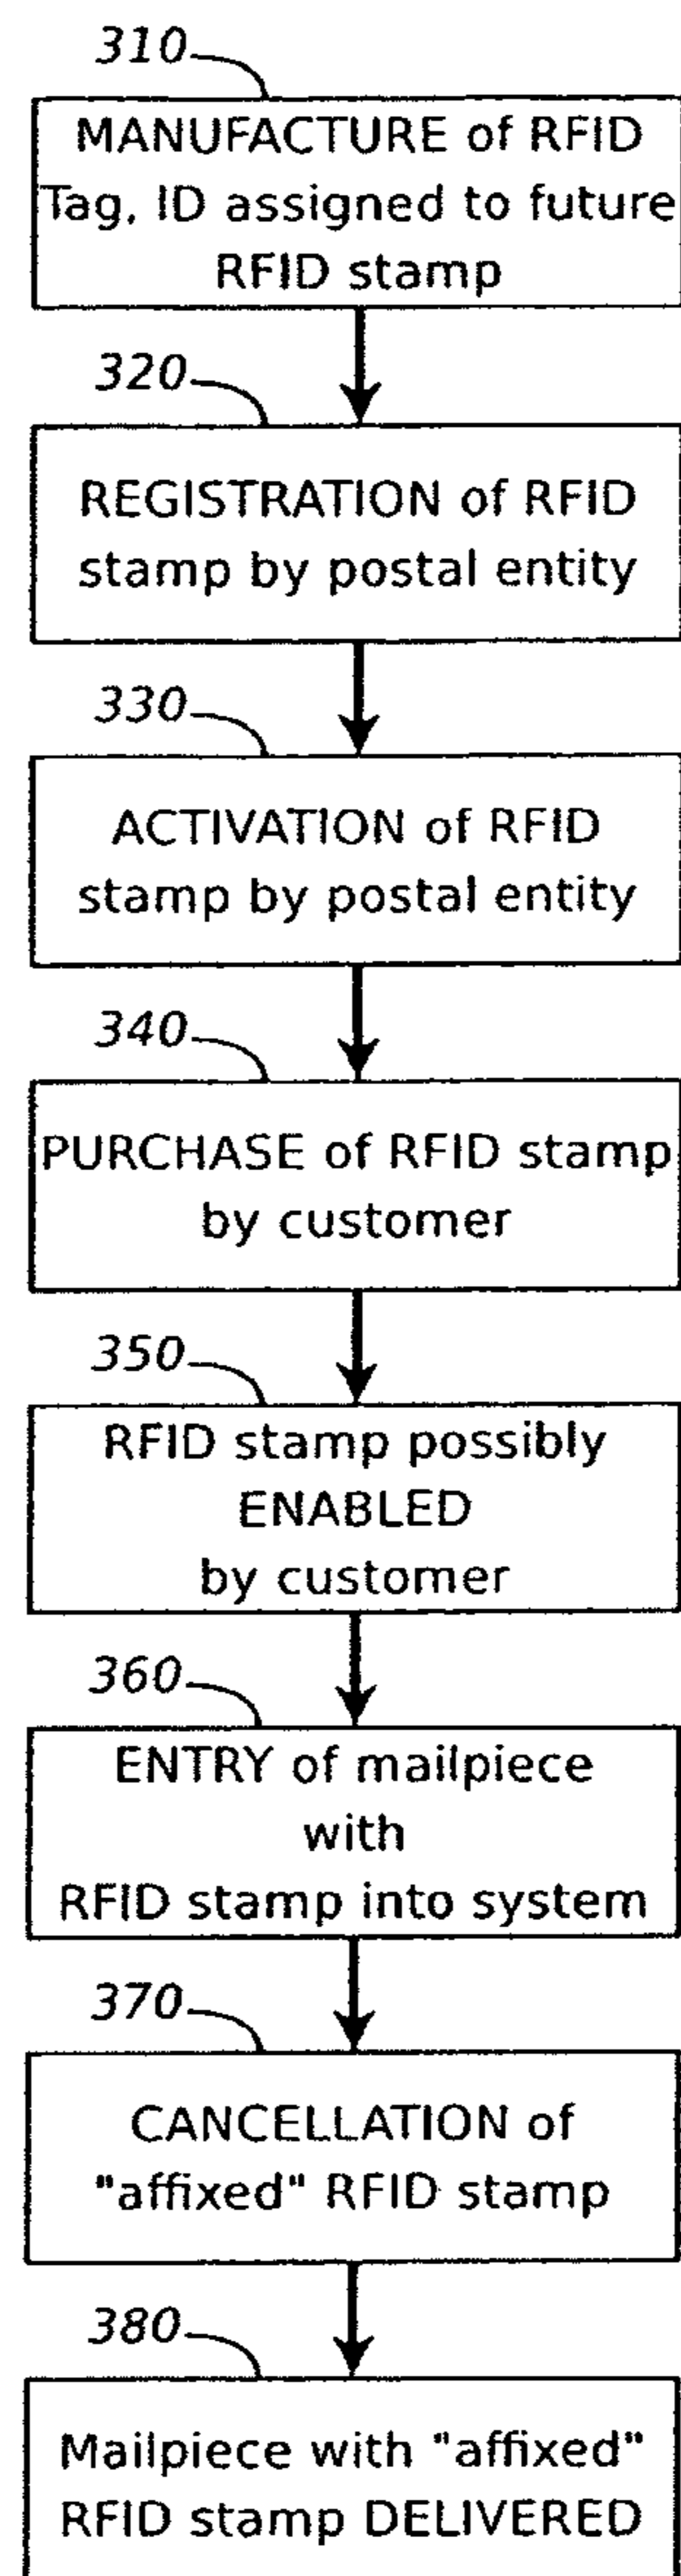 310
MANUFACTURE of RFID
Tag, ID assigned to future
RFID stamp
320
REGISTRATION of RFID
stamp by postal entity
330
ACTIVATION of RFID
stamp by postal entity
340
PURCHASE of RFID stamp
by customer
350
RFID stamp possibly
ENABLED
by customer
360
ENTRY of mailpiece
with
RFID stamp into system
370
CANCELLATION of
"affixed" RFID stamp
380
Mailpiece with "affixed"
RFID stamp DELIVERED